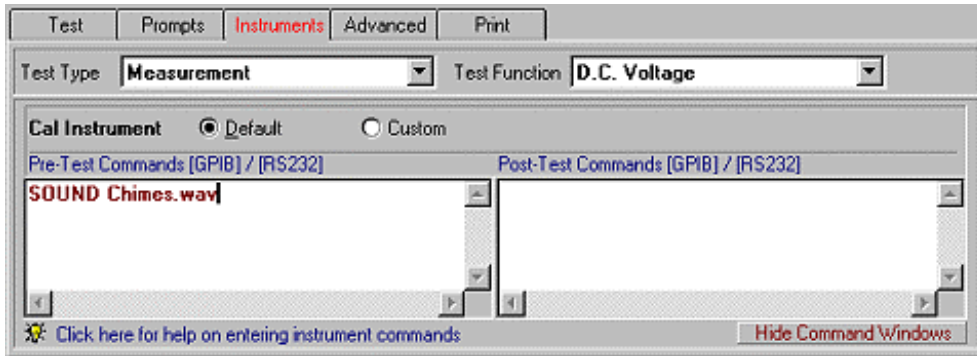 Test Prompts Instruments Advanced Print
Test Type Measurement Test Function D.C. Voltage
Cal Instrument Default Custom
Pre-Test Commands [GPIB] / [RS232] Post-Test Commands [GPIB] / [RS232]
SOUND Chimes.wav
Click here for help on entering instrument commands Hide Command Windows